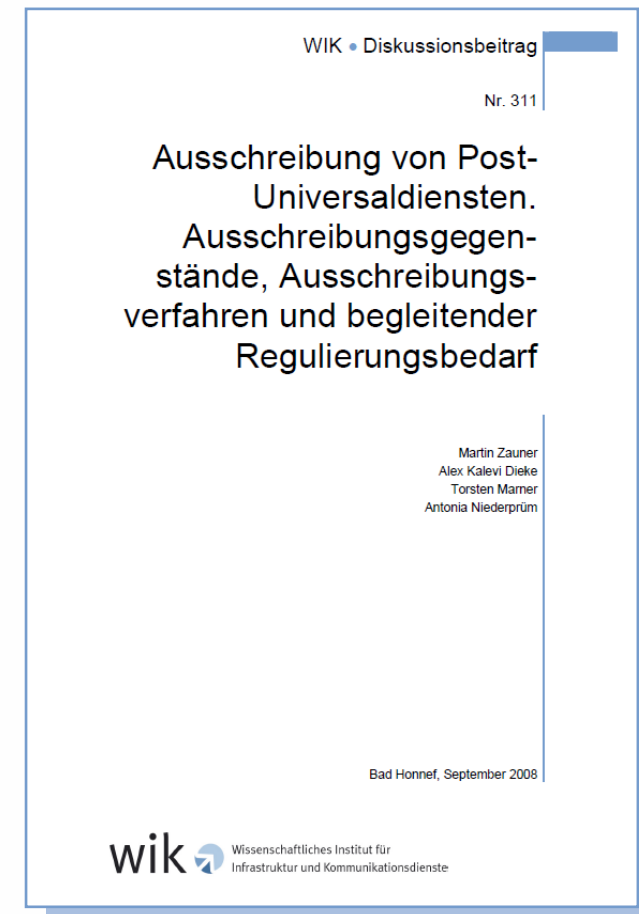 WIK • Diskussionsbeitrag
Nr. 311
Ausschreibung von Post-
Universaldiensten.
Ausschreibungsgegen-
stände, Ausschreibungs-
verfahren und begleitender
Regulierungsbedarf
Martin Zauner
Alex Kalevi Dieke
Torsten Marner
Antonia Niederprüm
Bad Honnef, September 2008
wik
Wissenschaftliches Institut für
Infrastruktur und Kommunikationsdienste